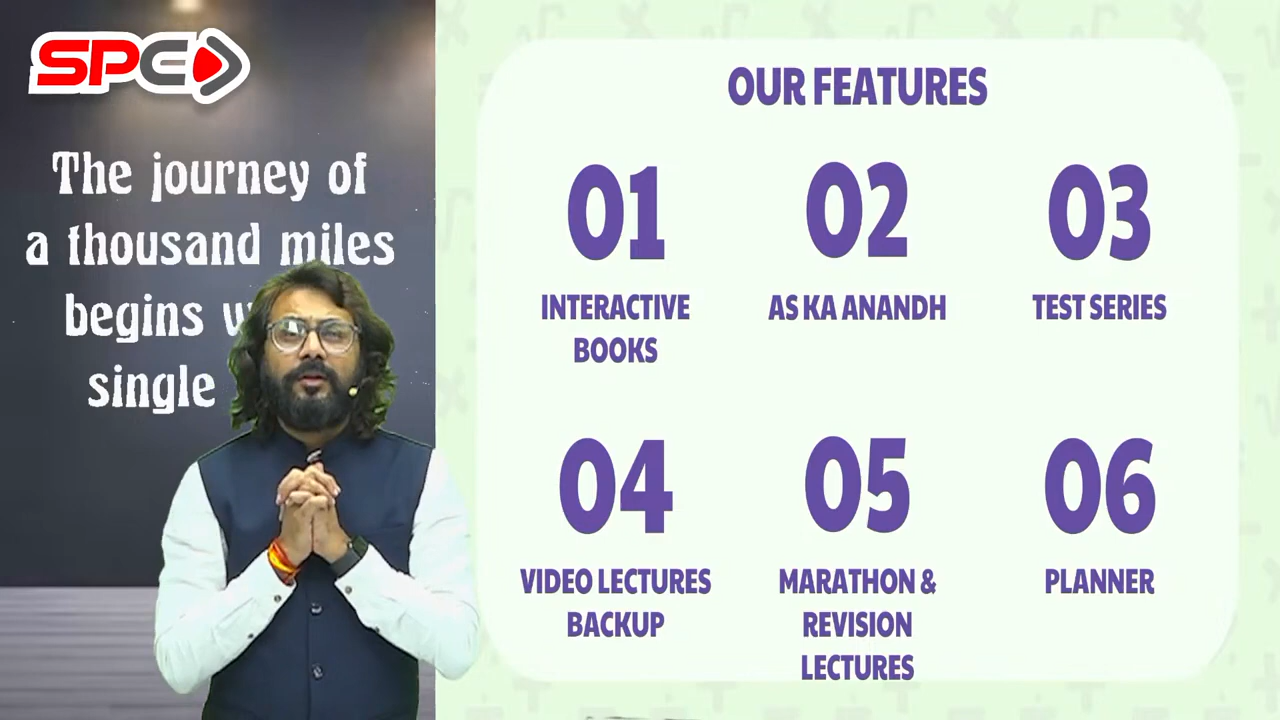 SPED
The journey of
a thousand miles
begins w
single
OUR FEATURES
01
INTERACTIVE
BOOKS
02
AS KA ANANDH
03
TEST SERIES
04
VIDEO LECTURES
BACKUP
05
MARATHON &
REVISION
LECTURES
06
PLANNER